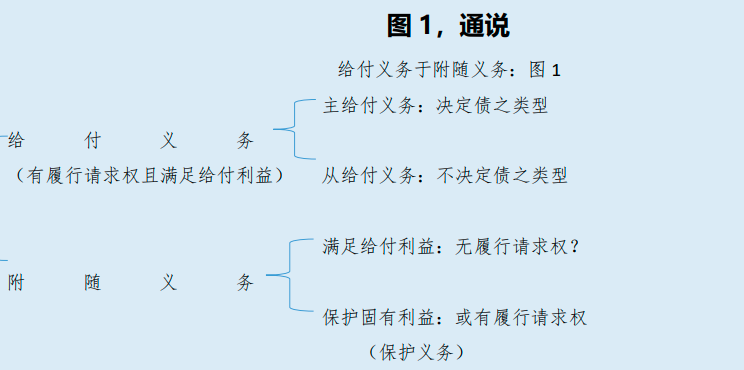 图 1，通说
给付义务于附随义务：图 1
主给付义务：决定债之类型
给付义务
（有履行请求权且满足给付利益）
从给付义务：不决定债之类型
满足给付利益：无履行请求权？
附随义务
保护固有利益：或有履行请求权
（保护义务）